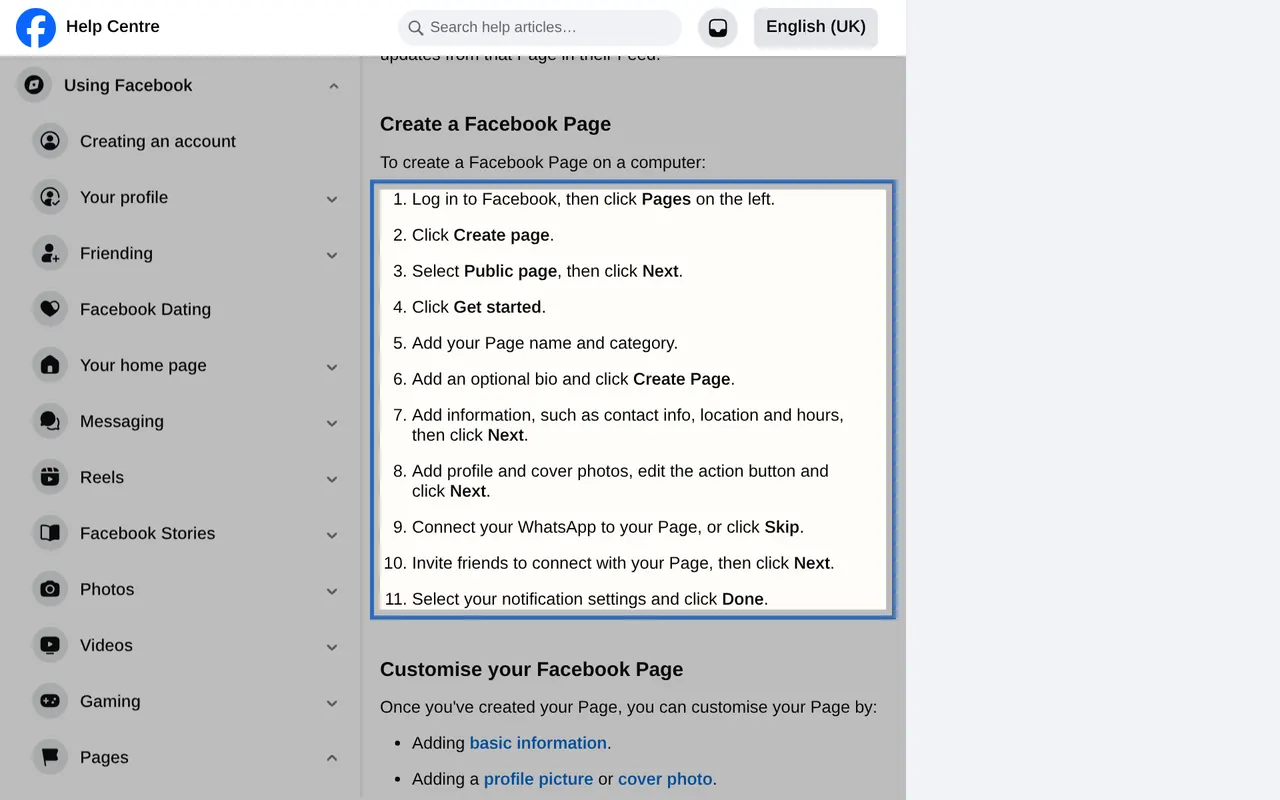 Help Centre
Search help articles…
English (UK)
Using Facebook
Creating an account
Your profile
Friending
Facebook Dating
Your home page
Messaging
Reels
Facebook Stories
Photos
Videos
Gaming
Pages
updates from that Page in their Feed.
Create a Facebook Page
To create a Facebook Page on a computer:
1. Log in to Facebook, then click Pages on the left.
2. Click Create page.
3. Select Public page, then click Next.
4. Click Get started.
5. Add your Page name and category.
6. Add an optional bio and click Create Page.
7. Add information, such as contact info, location and hours,
then click Next.
8. Add profile and cover photos, edit the action button and
click Next.
9. Connect your WhatsApp to your Page, or click Skip.
10. Invite friends to connect with your Page, then click Next.
11. Select your notification settings and click Done.
Customise your Facebook Page
Once you've created your Page, you can customise your Page by:
• Adding basic information.
• Adding a profile picture or cover photo.